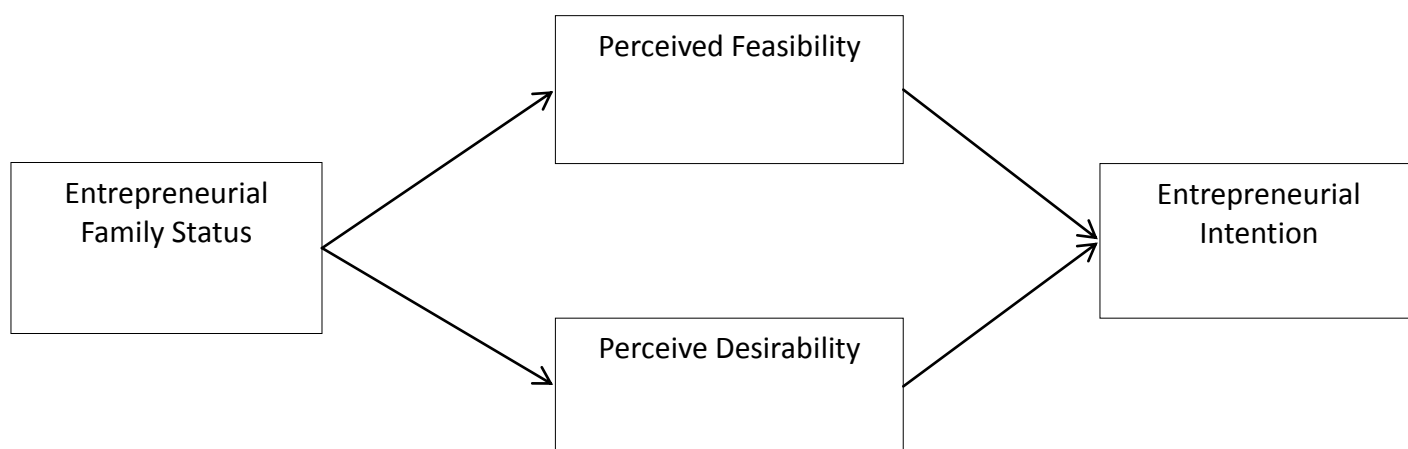 Perceived Feasibility
Entrepreneurial
Family Status
Entrepreneurial
Intention
Perceive Desirability